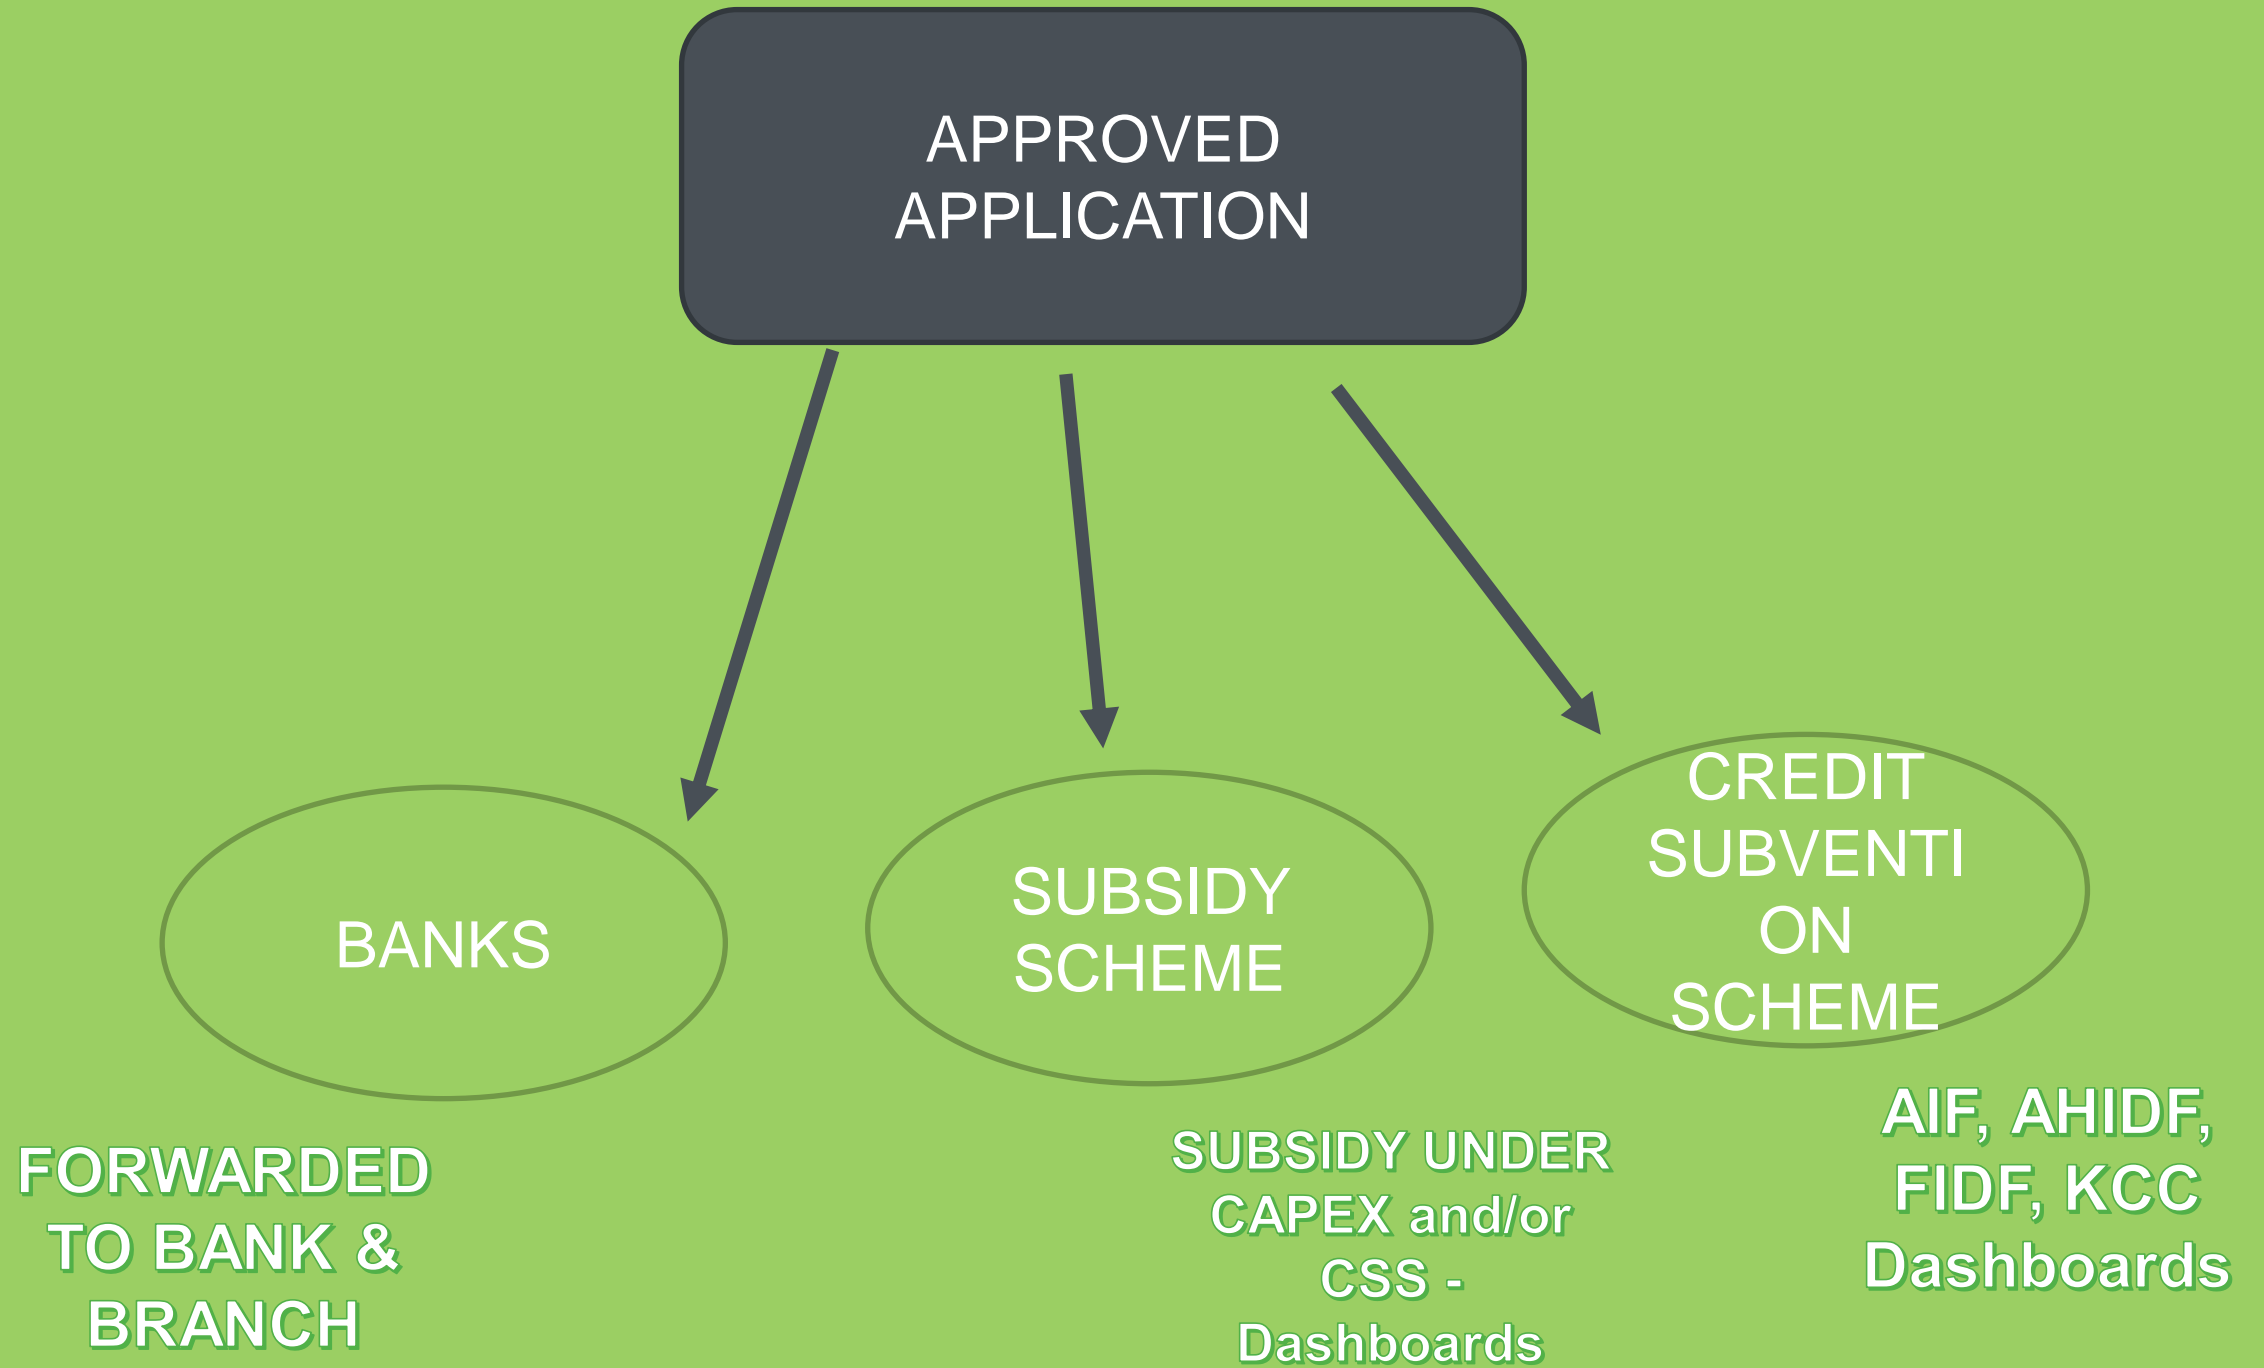 APPROVED
APPLICATION
BANKS
SUBSIDY
SCHEME
CREDIT
SUBVENTI
ON
SCHEME
FORWARDED
TO BANK &
BRANCH
SUBSIDY UNDER
CAPEX and/or
CSS -
Dashboards
AIF, AHIDF,
FIDF, KCC
Dashboards